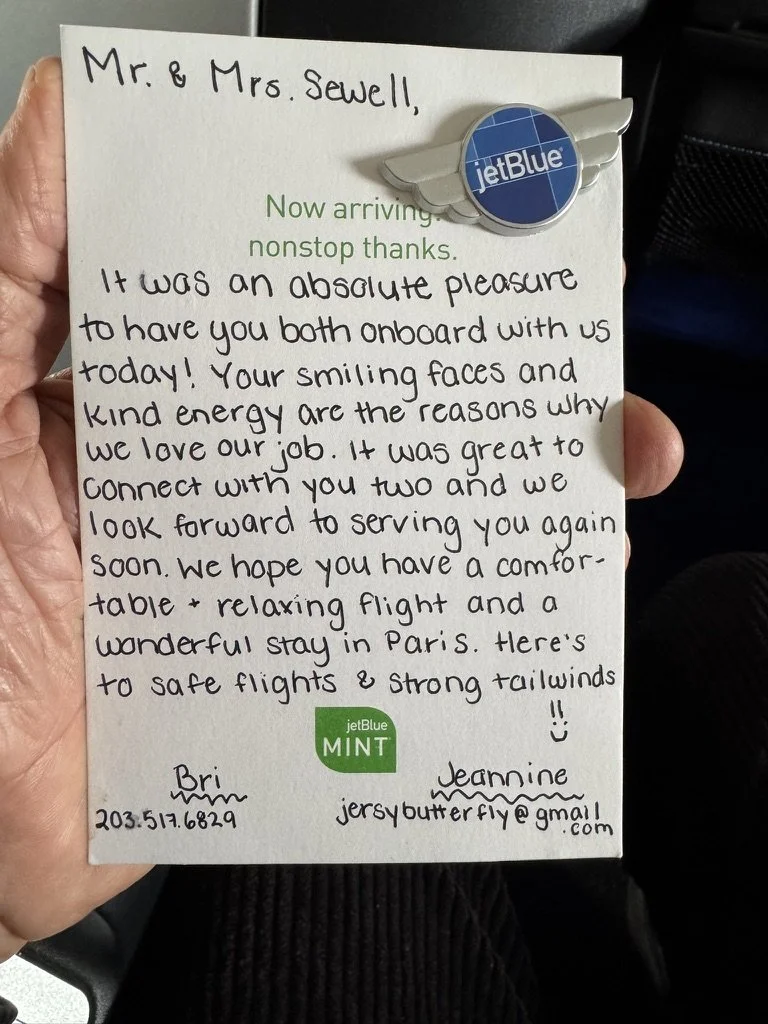 Mr. & Mrs. Sewell,
jetBlue
Now arriving:
nonstop thanks.
It was an absolute pleasure
to have you both onboard with us
today! Your smiling faces and
kind energy are the reasons why
we love our job. It was great to
connect with you two and we
look forward to serving you again
soon. We hope you have a comfor-
table + relaxing flight and a
wonderful stay in Paris. Here's
to safe flights & strong tailwinds
!!
jetBlue
MINT
Bri
203.517.6829
Jeannine
jersybutterfly@gmail
.com